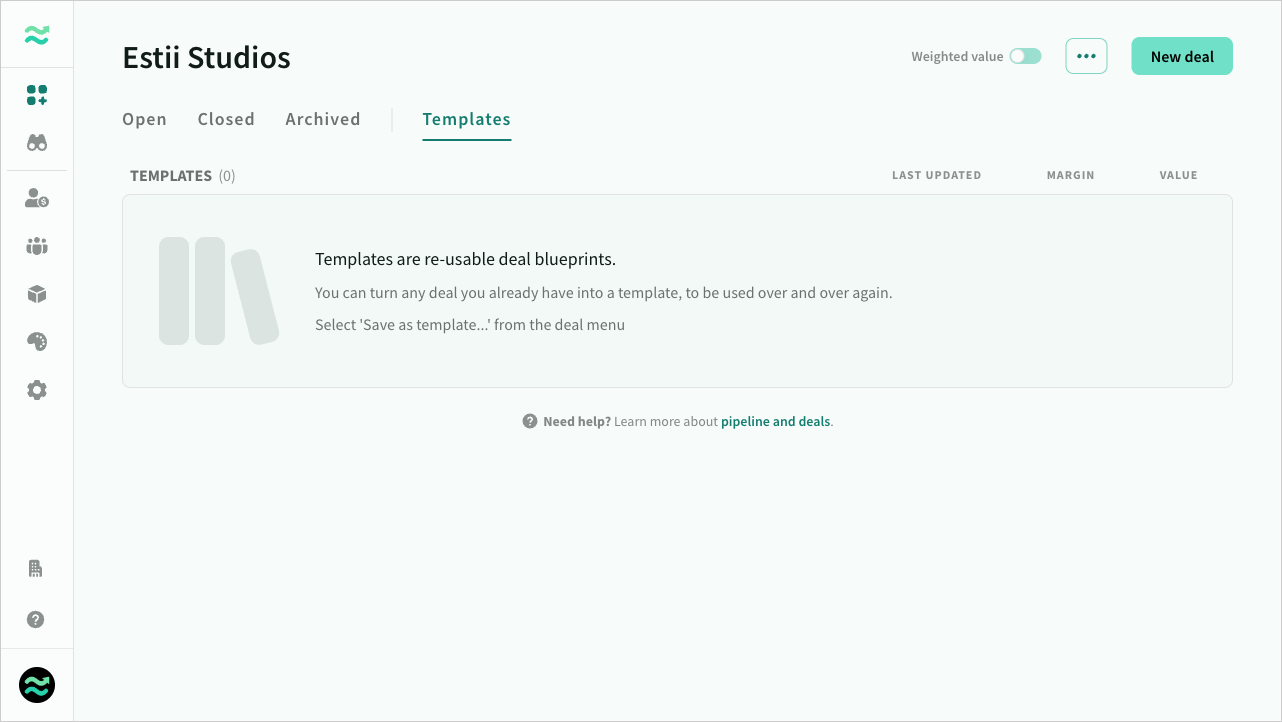 Estii Studios
Weighted value
New deal
Open Closed Archived Templates
TEMPLATES (0) LAST UPDATED MARGIN VALUE
Templates are re-usable deal blueprints.
You can turn any deal you already have into a template, to be used over and over again.
Select 'Save as template...' from the deal menu
Need help? Learn more about pipeline and deals.